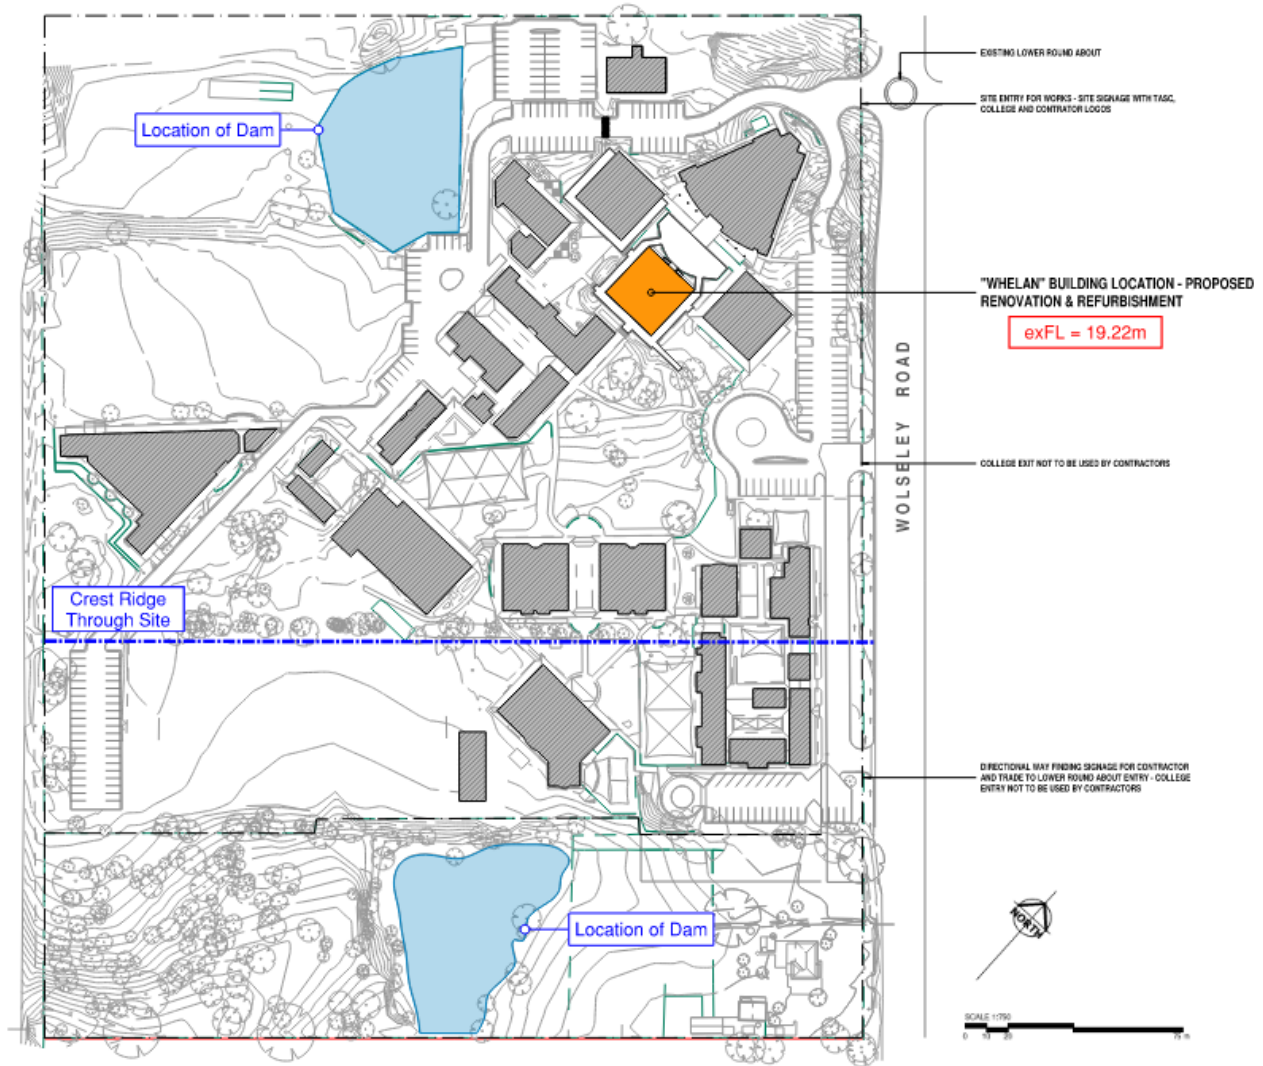 EXISTING LOWER ROUND ABOUT
SITE ENTRY FOR WORKS - SITE SIGNAGE WITH TASC,
COLLEGE AND CONTRATOR LOGOS
Location of Dam
"WHELAN" BUILDING LOCATION - PROPOSED
RENOVATION & REFURBISHMENT
exFL = 19.22m
WOLSELEY ROAD
COLLEGE EXIT NOT TO BE USED BY CONTRACTORS
Crest Ridge
Through Site
DIRECTIONAL WAY FINDING SIGNAGE FOR CONTRACTOR
AND TRADE TO LOWER ROUND ABOUT ENTRY - COLLEGE
ENTRY NOT TO BE USED BY CONTRACTORS
Location of Dam
NORTH
SCALE 1:750
0 10 20 75 m